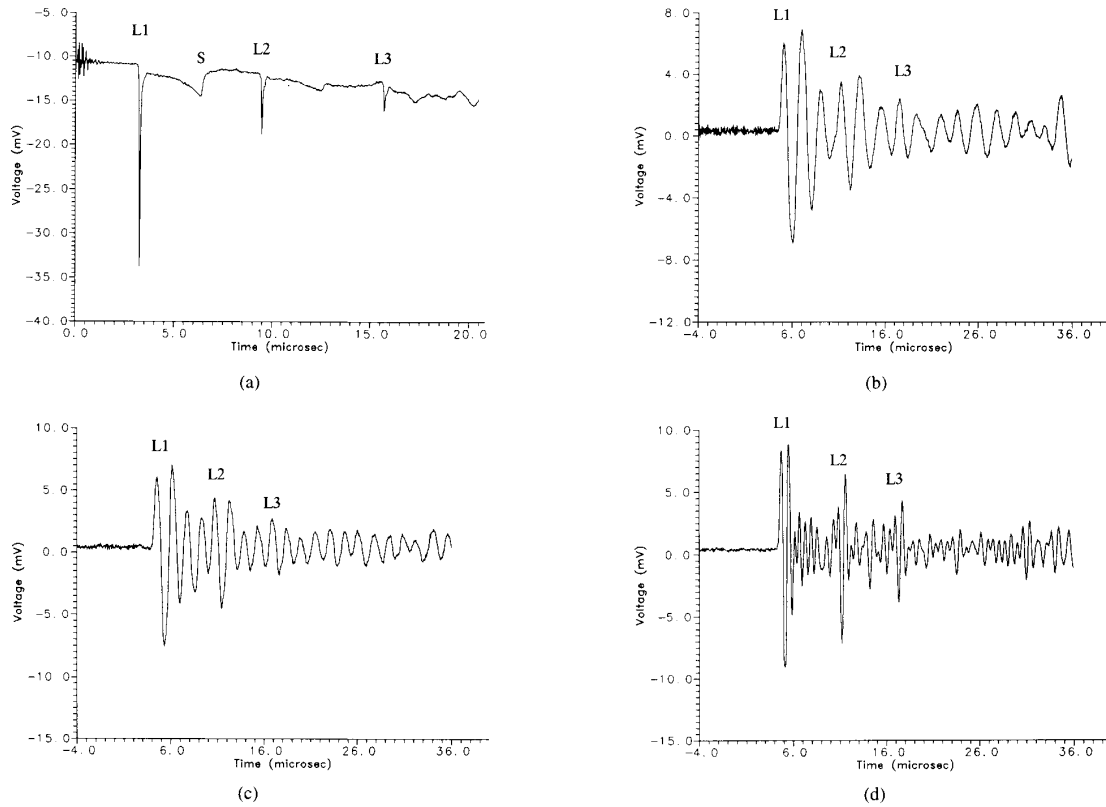 L1
S
L2
L3
Voltage (mV)
-5. 0
-10. 0
-15. 0
-20. 0
-25. 0
-30. 0
-35. 0
-40. 0
0. 0
5. 0
10. 0
15. 0
20. 0
Time (microsec)
(a)
L1
L2
L3
Voltage (mV)
8. 0
4. 0
0. 0
-4. 0
-8. 0
-12. 0
-4. 0
6. 0
16. 0
26. 0
36. 0
Time (microsec)
(b)
L1
L2
L3
Voltage (mV)
10. 0
5. 0
0. 0
-5. 0
-10. 0
-15. 0
-4. 0
6. 0
16. 0
26. 0
36. 0
Time (microsec)
(c)
L1
L2
L3
Voltage (mV)
10. 0
5. 0
0. 0
-5. 0
-10. 0
-15. 0
-4. 0
6. 0
16. 0
26. 0
36. 0
Time (microsec)
(d)